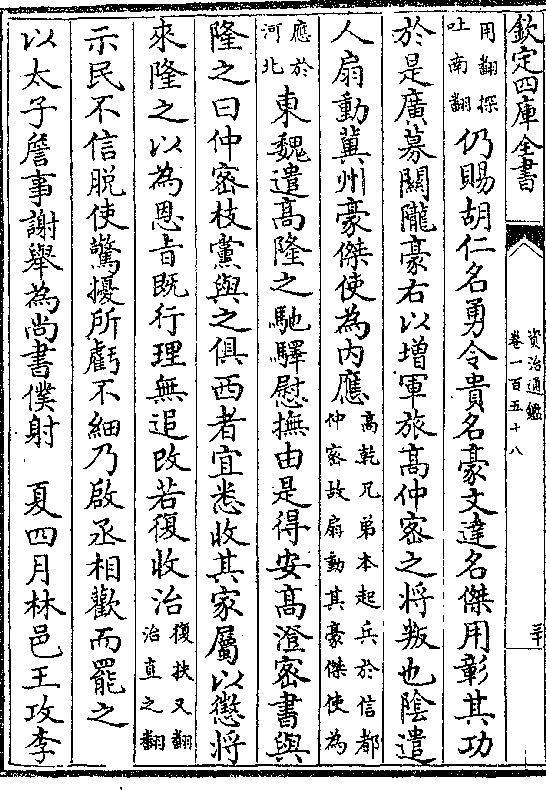 欽定四庫全書
資治通鑑
卷一百五十八
三十
用翻探
吐南翻
仍賜胡仁名勇令貴名豪文達名傑用彰其功
於是廣募關隴豪右以增軍旅高仲宻之將叛也陰遣
人扇動冀州豪傑使為内應
高乾兄弟本起兵於信都
仲宻故扇動其豪傑使為
應於
河北
東魏遣髙隆之馳驛慰撫由是得安髙澄宻書與
隆之曰仲宻枝黨與之俱西者宜悉收其家屬以懲將
來隆之以為恩㫖既行理無追改若復收治
復扶又翻
治直之翻
示民不信脱使驚擾所虧不細乃啟丞相歡而罷之
以太子詹事謝舉為尚書僕射　夏四月林邑王攻李